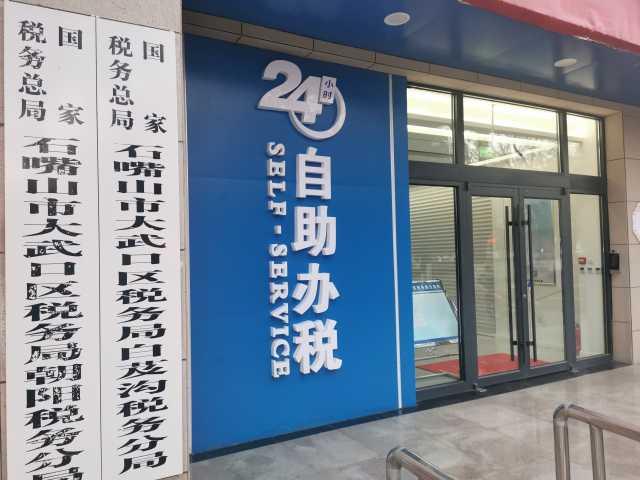 国家
税务总局
石嘴山市大武口区税务局朝阳税务分局
国家
税务总局
石嘴山市大武口区税务局白芨沟税务分局
24小时
自助办税
SELF-SERVICE